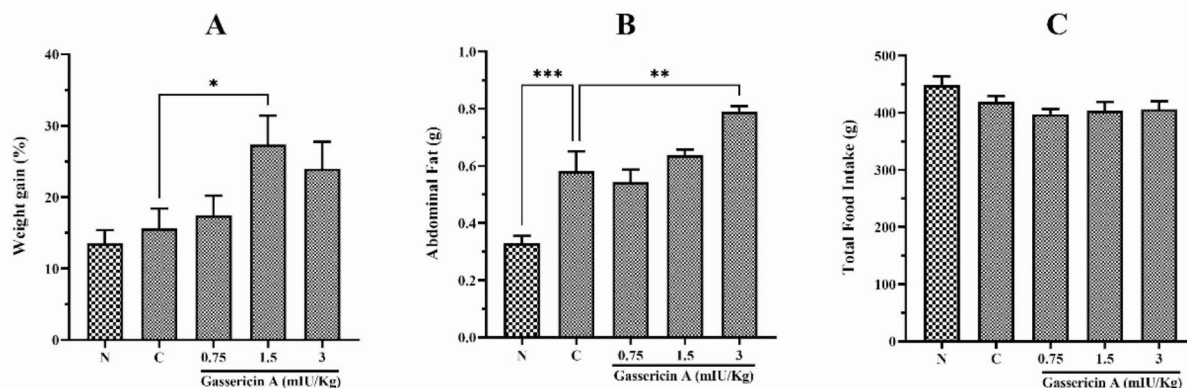 A
Weight gain (%)
40
30
20
10
0
*
N C 0.75 1.5 3
Gassericin A (mIU/Kg)
B
Abdominal Fat (g)
1.0
0.8
0.6
0.4
0.2
0.0
***
**
N C 0.75 1.5 3
Gassericin A (mIU/Kg)
C
Total Food Intake (g)
500
400
300
200
100
0
N C 0.75 1.5 3
Gassericin A (mIU/Kg)